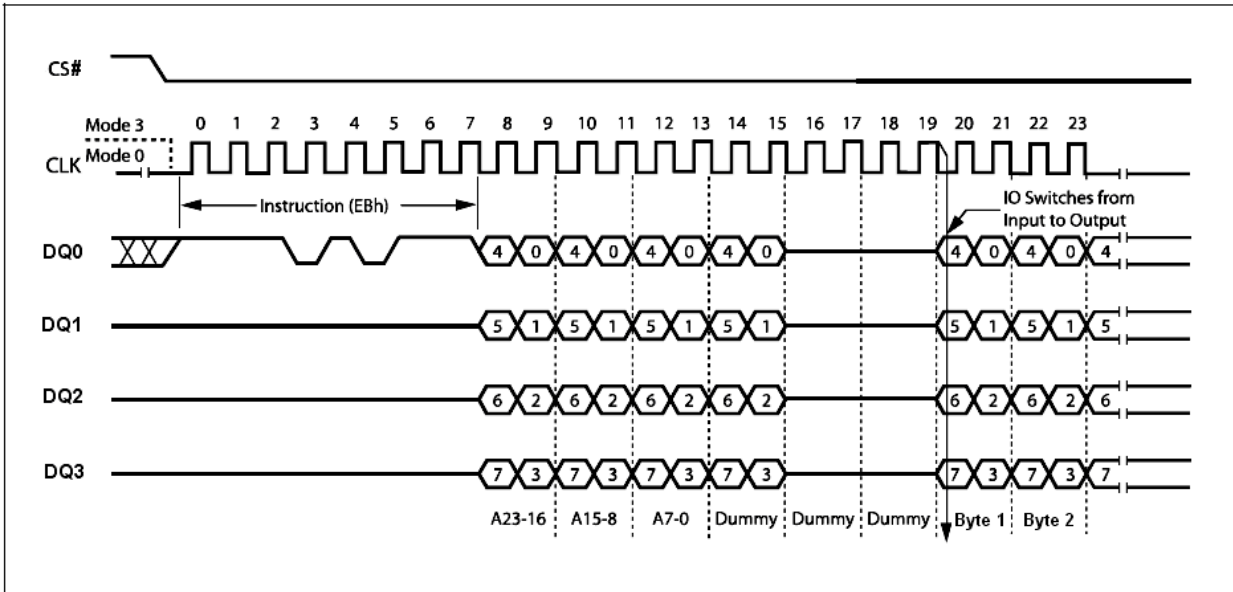 CS#
Mode 3
0 1 2 3 4 5 6 7 8 9 10 11 12 13 14 15 16 17 18 19 20 21 22 23
Mode 0
CLK
Instruction (EBh)
IO Switches from
Input to Output
DQ0
4 0 4 0 4 0 4 0 4 0 4 0 4
DQ1
5 1 5 1 5 1 5 1 5 1 5 1 5
DQ2
6 2 6 2 6 2 6 2 6 2 6 2 6
DQ3
7 3 7 3 7 3 7 3 7 3 7 3 7
A23-16 A15-8 A7-0 Dummy Dummy Dummy Byte 1 Byte 2